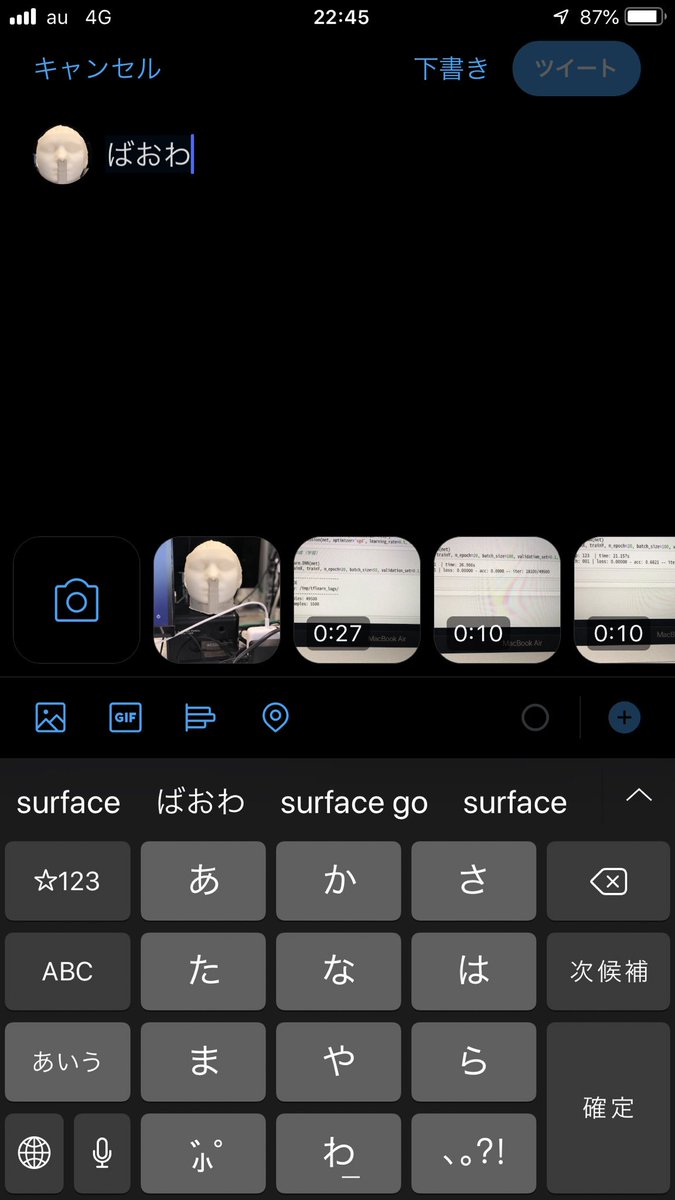 au 4G 22:45 87%
キャンセル 下書き ツイート
ばおわ
0:27 MacBook Air
0:10 MacBook Air
0:10
GIF
surface ばおわ surface go surface
☆123 あ か さ
ABC た な は 次候補
あいう ま や ら 確定
小゛゜ わ_ 、。?!